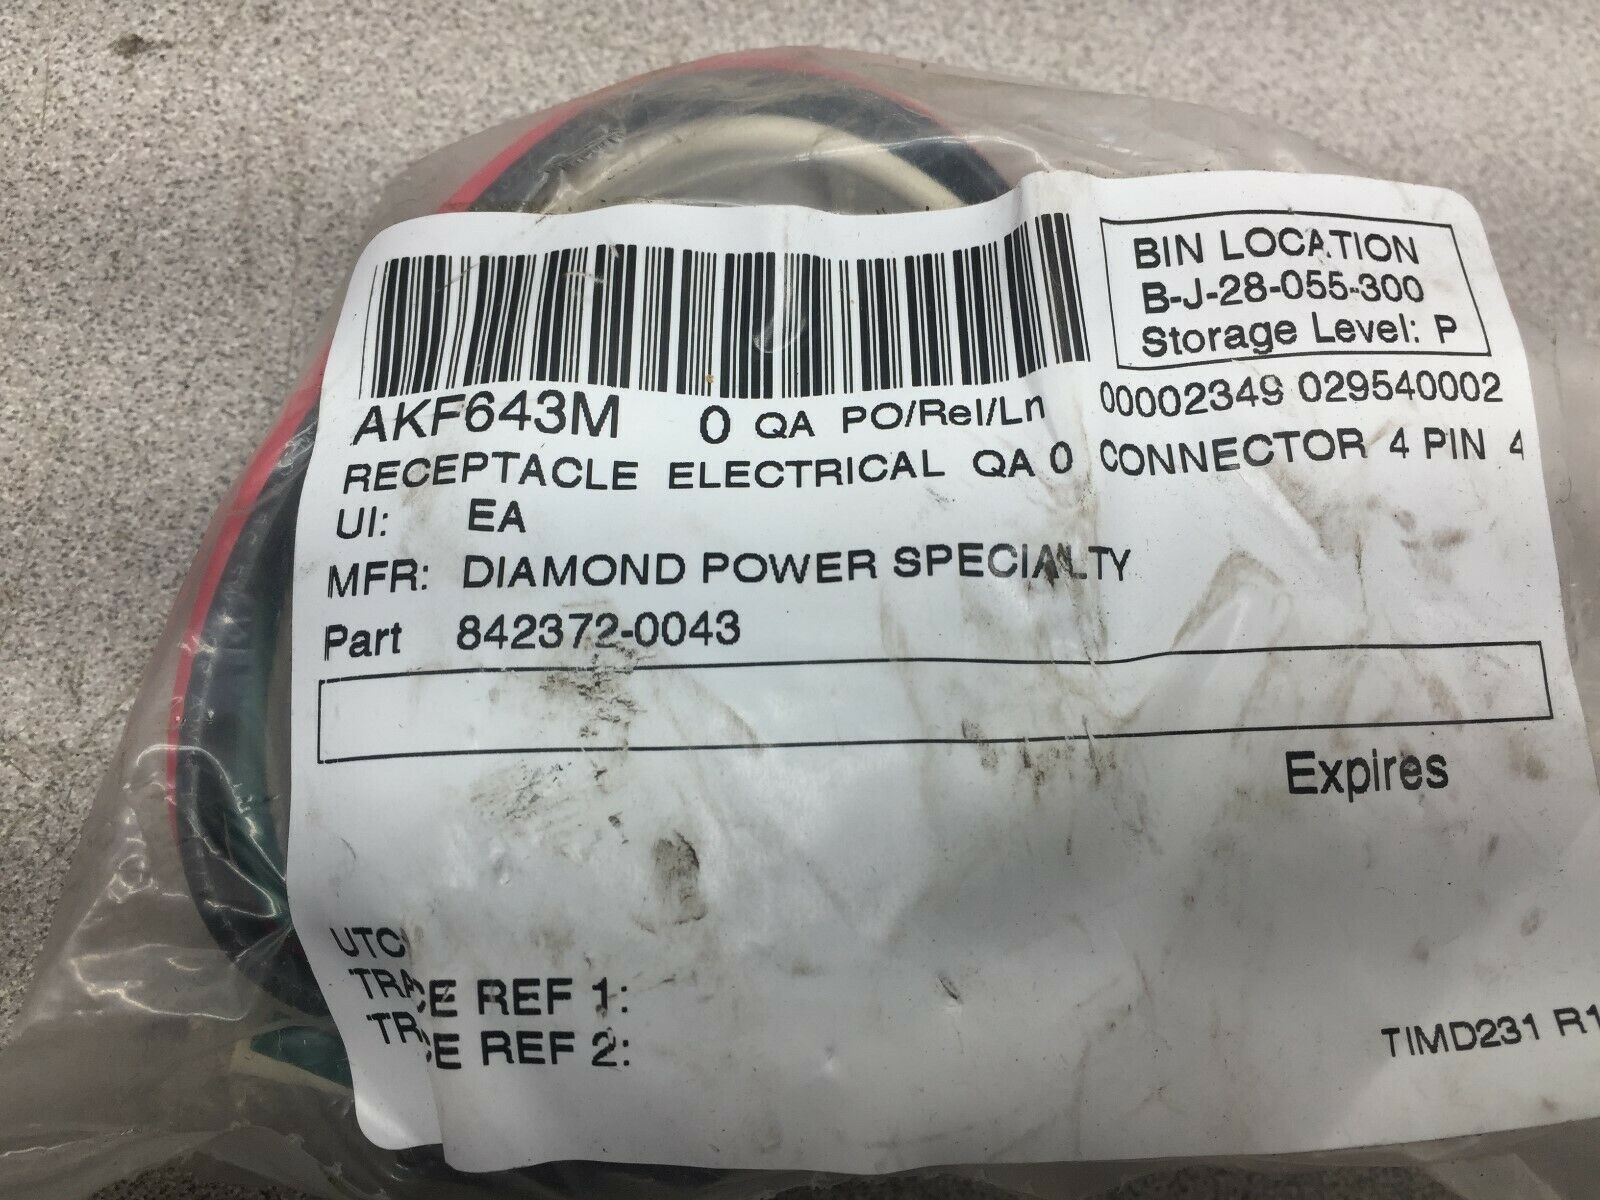 BIN LOCATION
B-J-28-055-300
Storage Level: P
AKF643M 0 QA PO/Rel/Ln 00002349 029540002
RECEPTACLE ELECTRICAL QA 0 CONNECTOR 4 PIN 4
UI: EA
MFR: DIAMOND POWER SPECIALTY
Part 842372-0043
Expires
UTC
TRACE REF 1:
TRACE REF 2:
TIMD231 R1